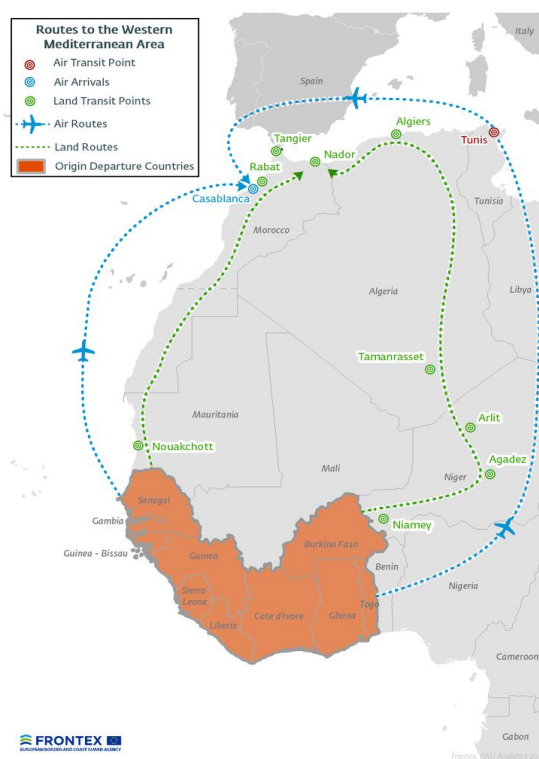 Routes to the Western
Mediterranean Area
Air Transit Point
Air Arrivals
Land Transit Points
Air Routes
Land Routes
Origin Departure Countries
Italy
Spain
Tangier
Nador
Algiers
Tunis
Rabat
Casablanca
Morocco
Tunisia
Algeria
Libya
Tamanrasset
Mauritania
Arlit
Nouakchott
Mali
Niger
Agadez
Senegal
Gambia
Niamey
Guinea - Bissau
Guinea
Burkina Faso
Benin
Nigeria
Sierra
Leone
Liberia
Cote d'Ivore
Ghana
Togo
Cameroon
Gabon
FRONTEX
EUROPEAN BORDER AND COAST GUARD AGENCY
Frontex, Analytics